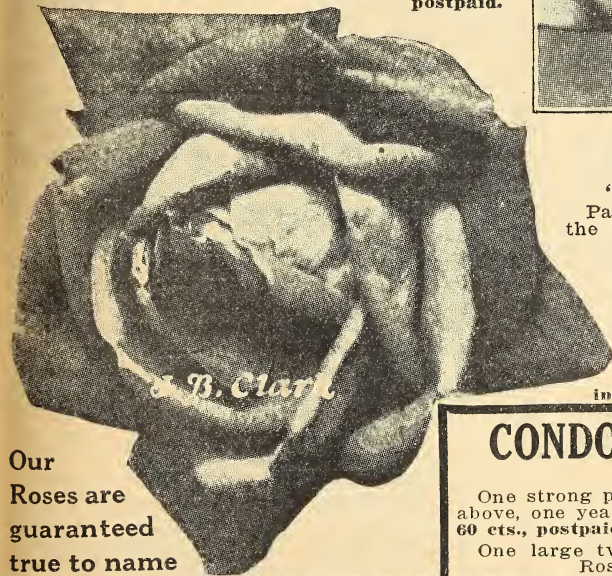 postpaid.
"
Pa
the
J. B. Clark
in
Our
Roses are
guaranteed
true to name
CONDO
One strong p
above, one yea
60 cts., postpaid
One large tw
Ros